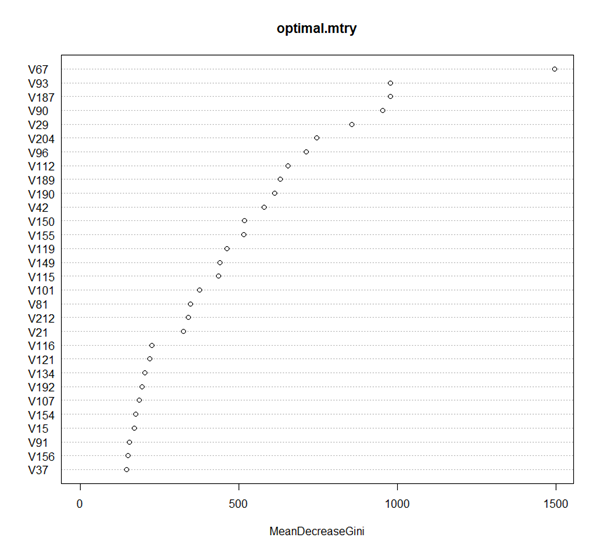 optimal.mtry
V67
V93
V187
V90
V29
V204
V96
V112
V189
V190
V42
V150
V155
V119
V149
V115
V101
V81
V212
V21
V116
V121
V134
V192
V107
V154
V15
V91
V156
V37
0 500 1000 1500
MeanDecreaseGini